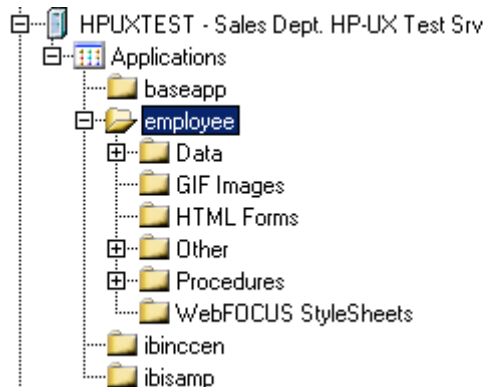 HPUXTEST - Sales Dept. HP-UX Test Srv
Applications
baseapp
employee
Data
GIF Images
HTML Forms
Other
Procedures
WebFOCUS StyleSheets
ibinccen
ibisamp